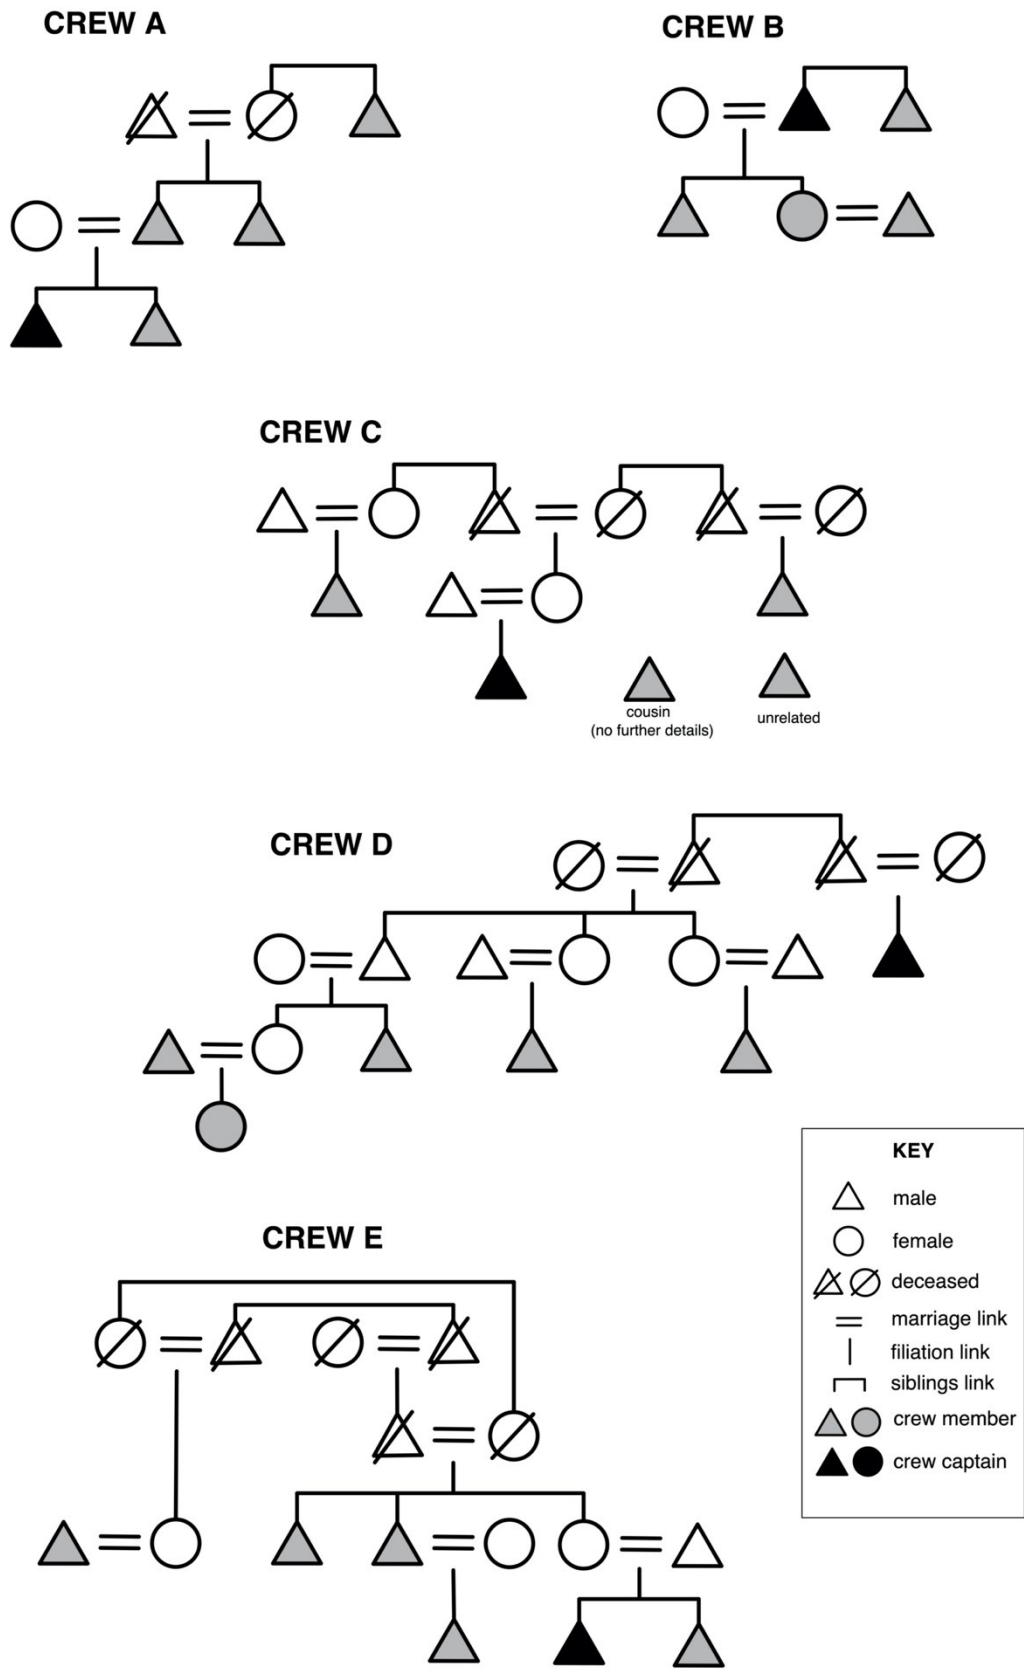 CREW A
CREW B
CREW C
cousin
(no further details)
unrelated
CREW D
KEY
male
female
deceased
marriage link
filiation link
siblings link
crew member
crew captain
CREW E